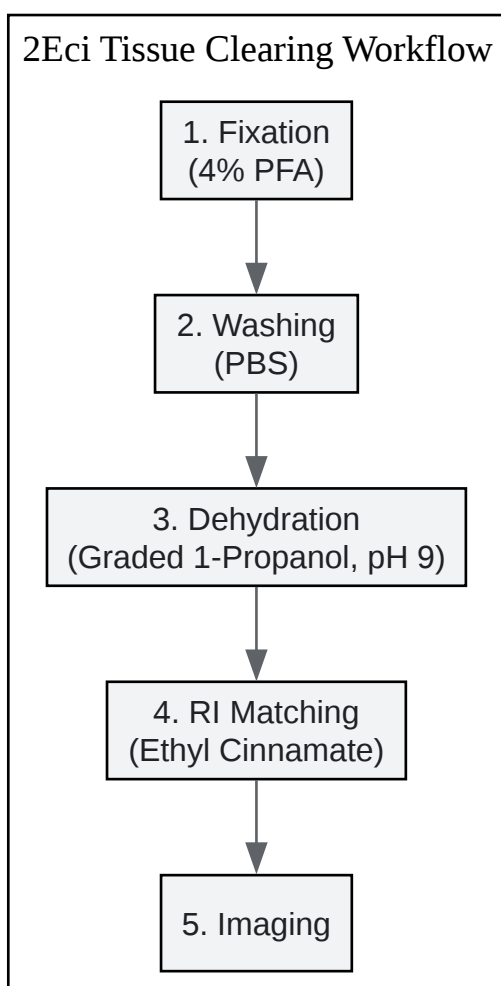 2Eci Tissue Clearing Workflow
1. Fixation
(4% PFA)
2. Washing
(PBS)
3. Dehydration
(Graded 1-Propanol, pH 9)
4. RI Matching
(Ethyl Cinnamate)
5. Imaging